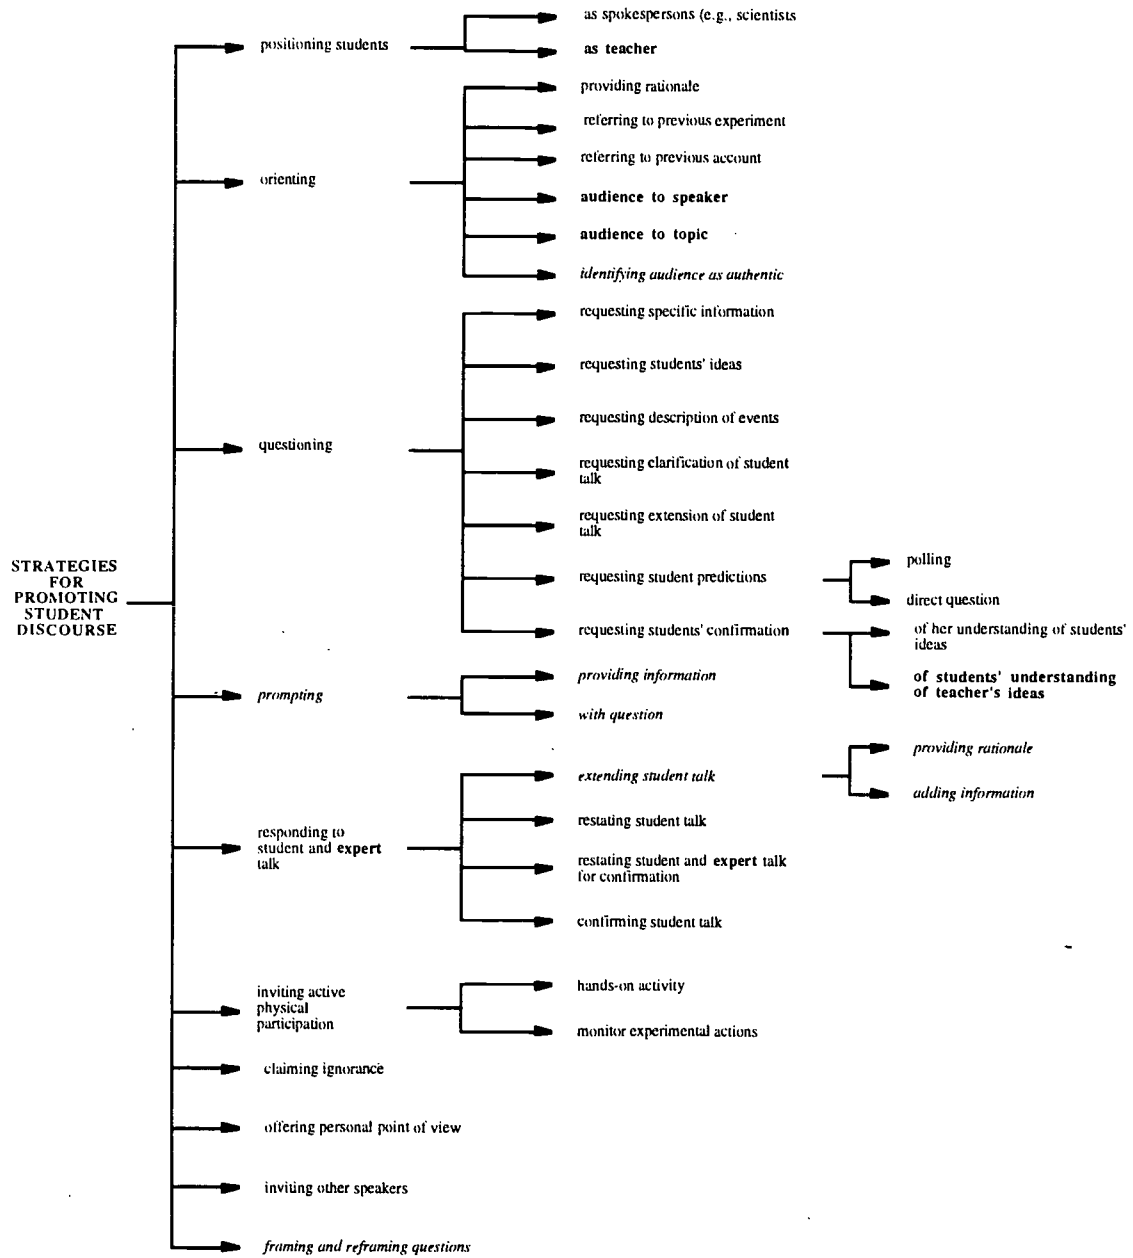 as spokespersons (e.g., scientists
positioning students
as teacher
providing rationale
referring to previous experiment
referring to previous account
orienting
audience to speaker
audience to topic
identifying audience as authentic
requesting specific information
requesting students' ideas
requesting description of events
questioning
requesting clarification of student
talk
requesting extension of student
talk
STRATEGIES
FOR
PROMOTING
STUDENT
DISCOURSE
requesting student predictions
polling
direct question
requesting students' confirmation
of her understanding of students'
ideas
of students' understanding
of teacher's ideas
prompting
providing information
with question
extending student talk
providing rationale
adding information
restating student talk
responding to
student and expert
talk
restating student and expert talk
for confirmation
confirming student talk
inviting active
physical
participation
hands-on activity
monitor experimental actions
claiming ignorance
offering personal point of view
inviting other speakers
framing and reframing questions